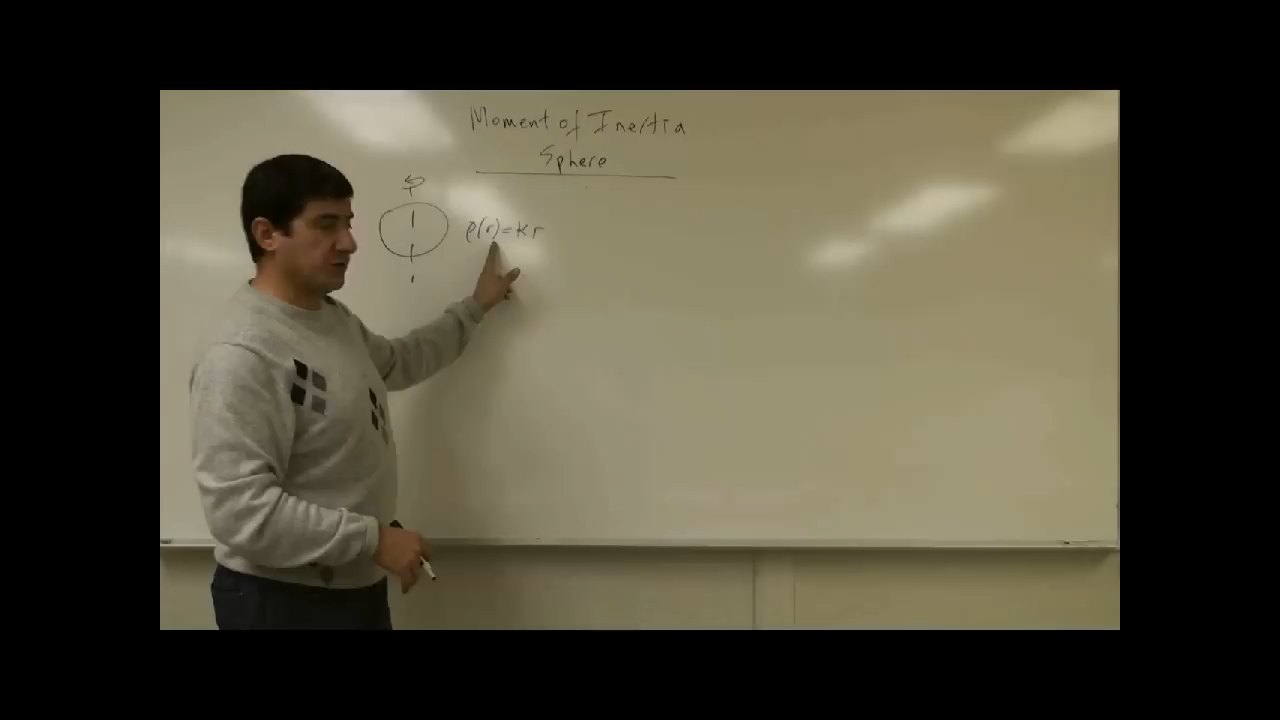 Moment of Inertia
Sphere
ρ(r)=kr